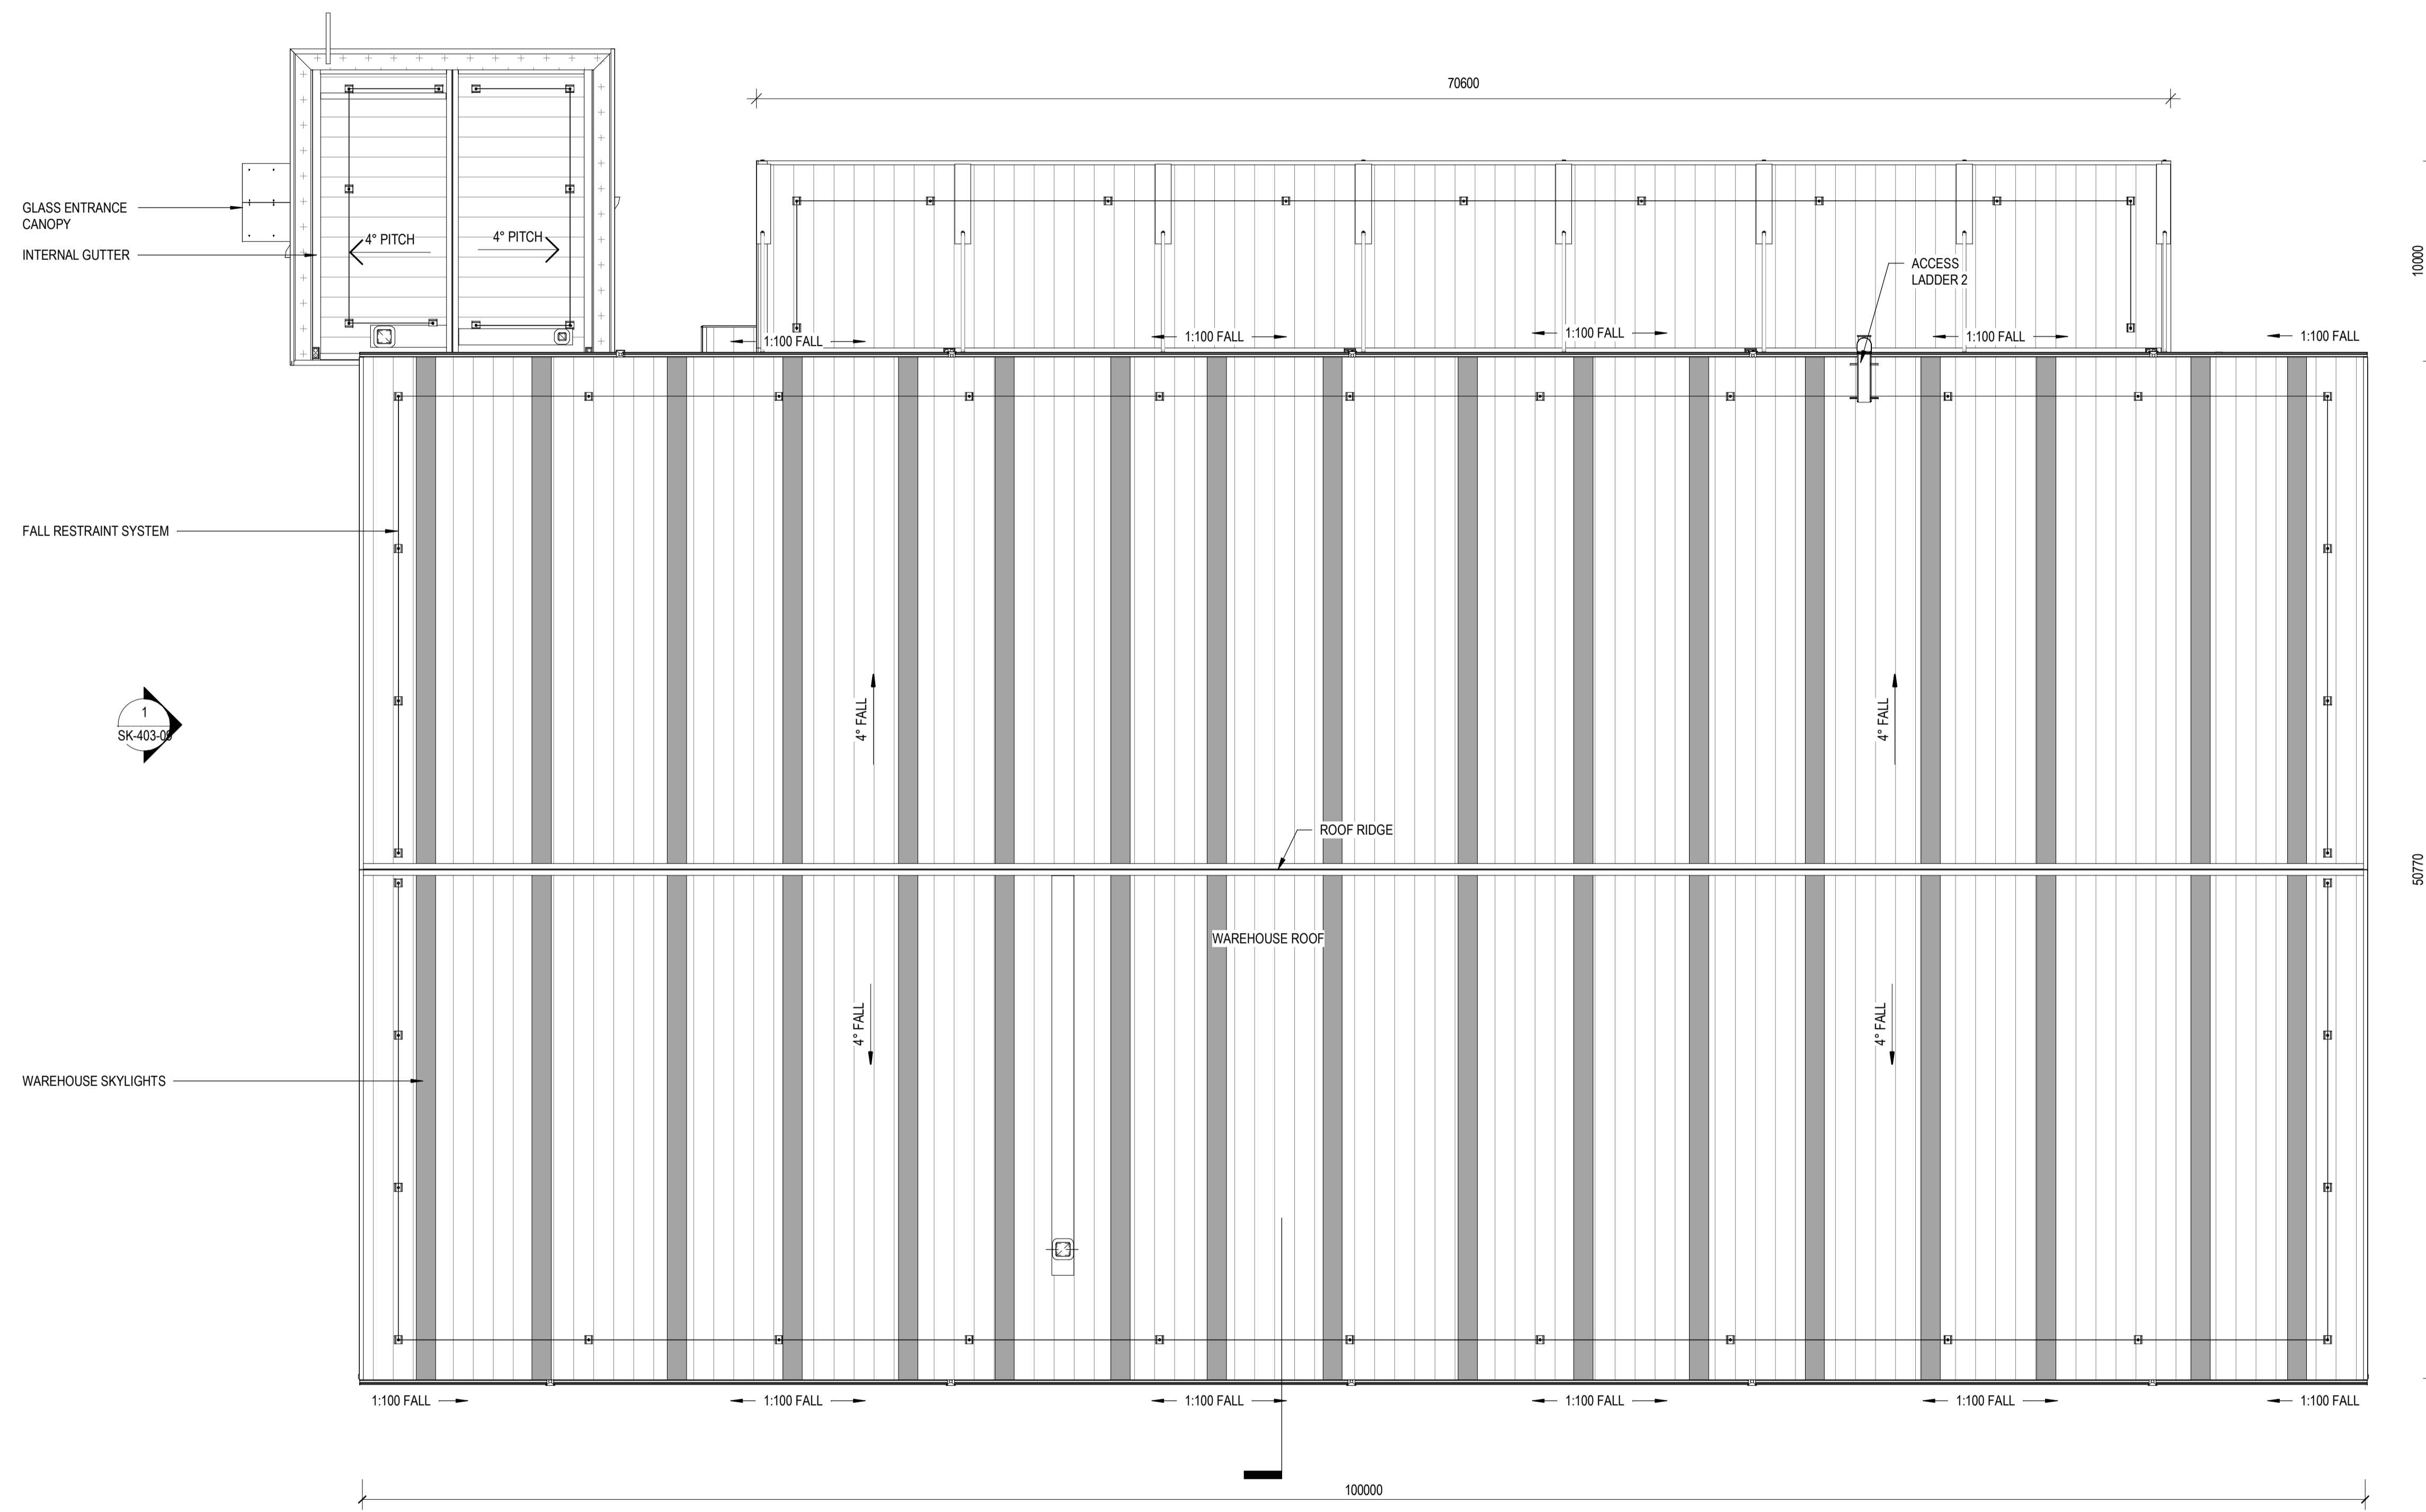 70600
GLASS ENTRANCE
CANOPY
INTERNAL GUTTER
4° PITCH
4° PITCH
10000
ACCESS
LADDER 2
1:100 FALL
1:100 FALL
1:100 FALL
1:100 FALL
1:100 FALL
FALL RESTRAINT SYSTEM
1
SK-403-09
4° FALL
4° FALL
ROOF RIDGE
50770
WAREHOUSE ROOF
4° FALL
4° FALL
WAREHOUSE SKYLIGHTS
1:100 FALL
1:100 FALL
1:100 FALL
1:100 FALL
1:100 FALL
1:100 FALL
100000